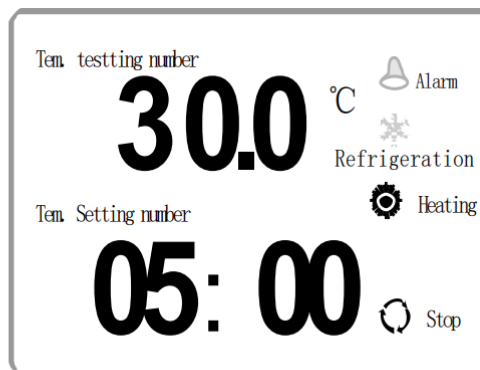 Tem. testting number
30.0 ℃
Alarm
Refrigeration
Tem. Setting number
Heating
05: 00
Stop